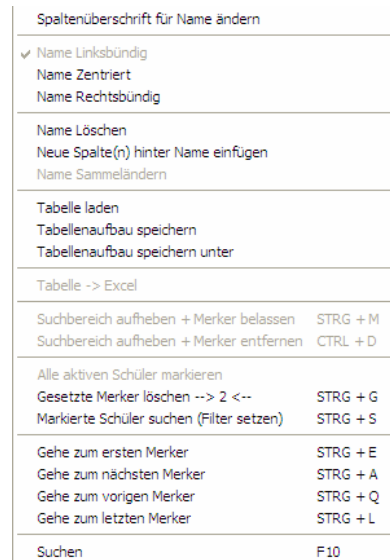 Spaltenüberschrift für Name ändern
Name Linksbündig
Name Zentriert
Name Rechtsbündig
Name Löschen
Neue Spalte(n) hinter Name einfügen
Name Sammeländern
Tabelle laden
Tabellenaufbau speichern
Tabellenaufbau speichern unter
Tabelle -> Excel
Suchbereich aufheben + Merker belassen STRG + M
Suchbereich aufheben + Merker entfernen CTRL + D
Alle aktiven Schüler markieren
Gesetzte Merker löschen --> 2 <-- STRG + G
Markierte Schüler suchen (Filter setzen) STRG + S
Gehe zum ersten Merker STRG + E
Gehe zum nächsten Merker STRG + A
Gehe zum vorigen Merker STRG + Q
Gehe zum letzten Merker STRG + L
Suchen F10